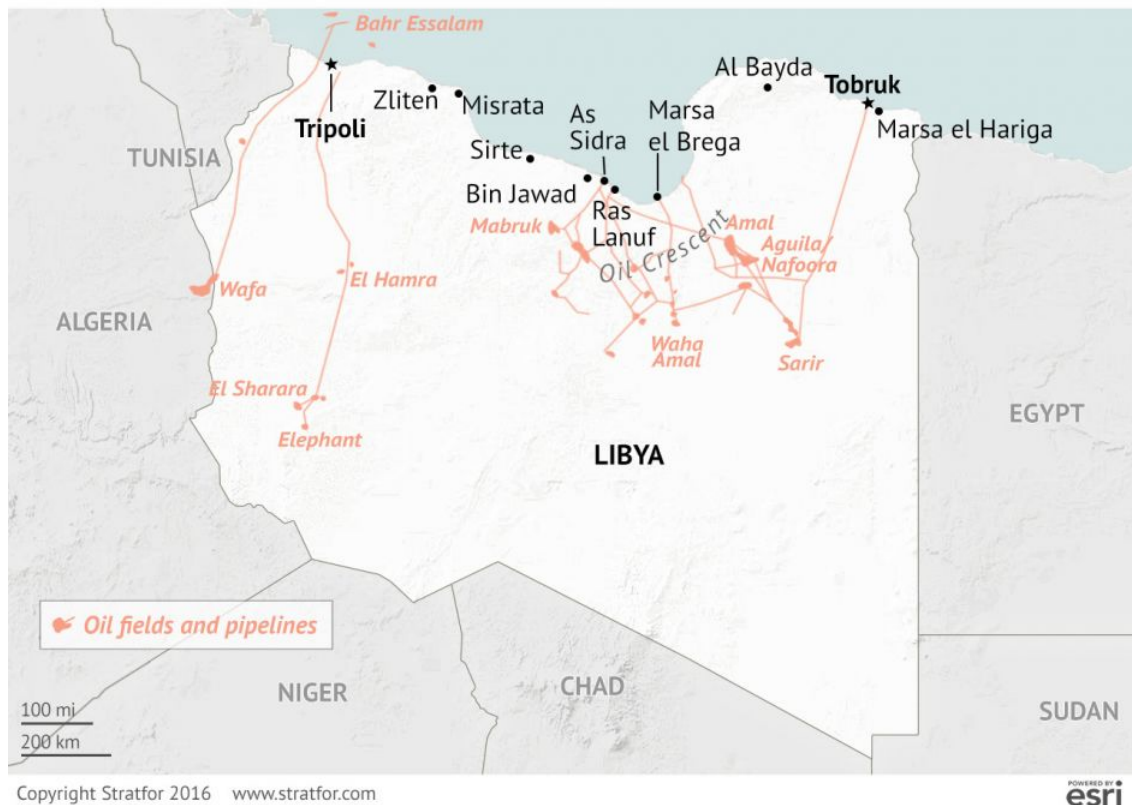 Bahr Essalam
Al Bayda
Tobruk
Zliten
Misrata
As
Sidra
Marsa
el Brega
Marsa el Hariga
Tripoli
TUNISIA
Sirte
Bin Jawad
Ras
Lanuf
Mabruk
Oil Crescent
Amal
Aguila/
Nafoora
El Hamra
Wafa
ALGERIA
Waha
Amal
Sarir
El Sharara
Elephant
EGYPT
LIBYA
Oil fields and pipelines
NIGER
CHAD
SUDAN
100 mi
200 km
Copyright Stratfor 2016 www.stratfor.com
POWERED BY
esri